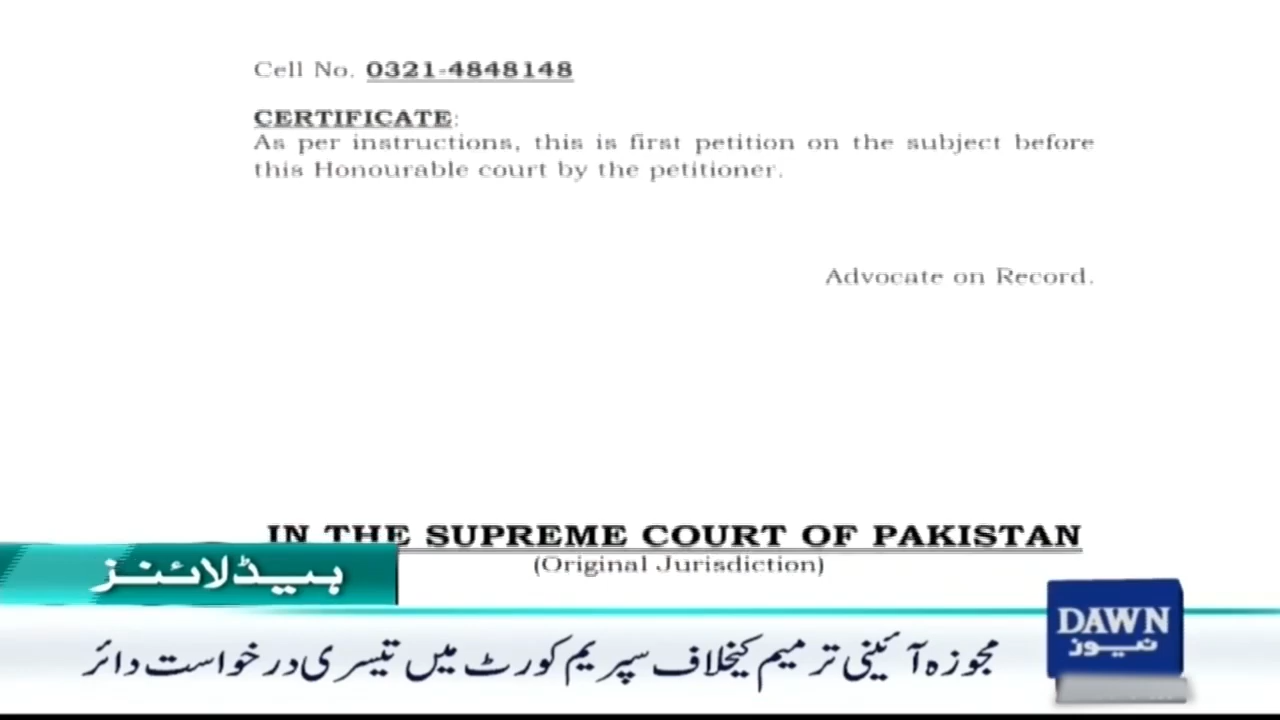 Cell No. 0321-4848148
CERTIFICATE:
As per instructions, this is first petition on the subject before
this Honourable court by the petitioner.
Advocate on Record.
IN THE SUPREME COURT OF PAKISTAN
(Original Jurisdiction)
ہیڈلائنز
DAWN
نیوز
مجوزہ آئینی ترمیم کیخلاف سپریم کورٹ میں تیسری درخواست دائر